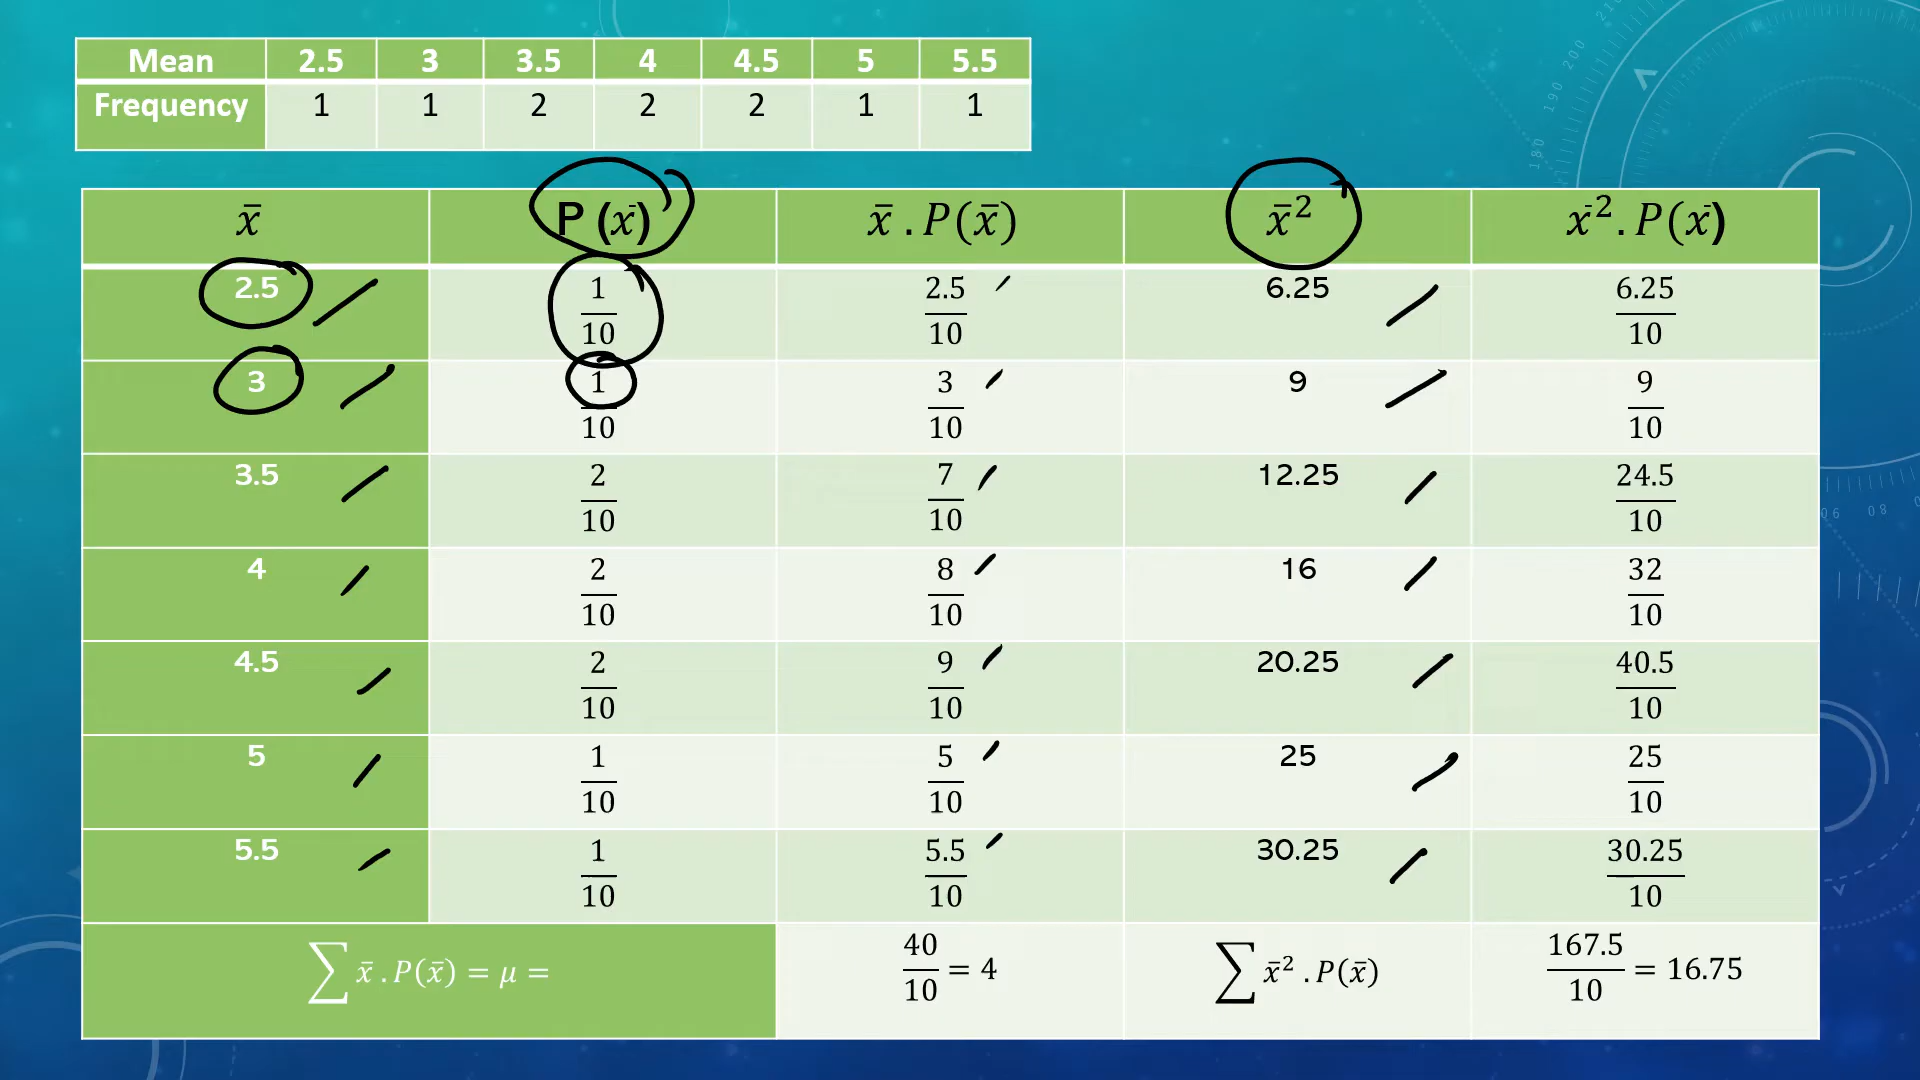 Mean 2.5 3 3.5 4 4.5 5 5.5
Frequency 1 1 2 2 2 1 1
x̄ P (x̄) x̄ . P(x̄) x̄² x̄² . P(x̄)
2.5 1/10 2.5/10 6.25 6.25/10
3 1/10 3/10 9 9/10
3.5 2/10 7/10 12.25 24.5/10
4 2/10 8/10 16 32/10
4.5 2/10 9/10 20.25 40.5/10
5 1/10 5/10 25 25/10
5.5 1/10 5.5/10 30.25 30.25/10
∑ x̄ . P(x̄) = μ = 40/10 = 4 ∑ x̄² . P(x̄) 167.5/10 = 16.75